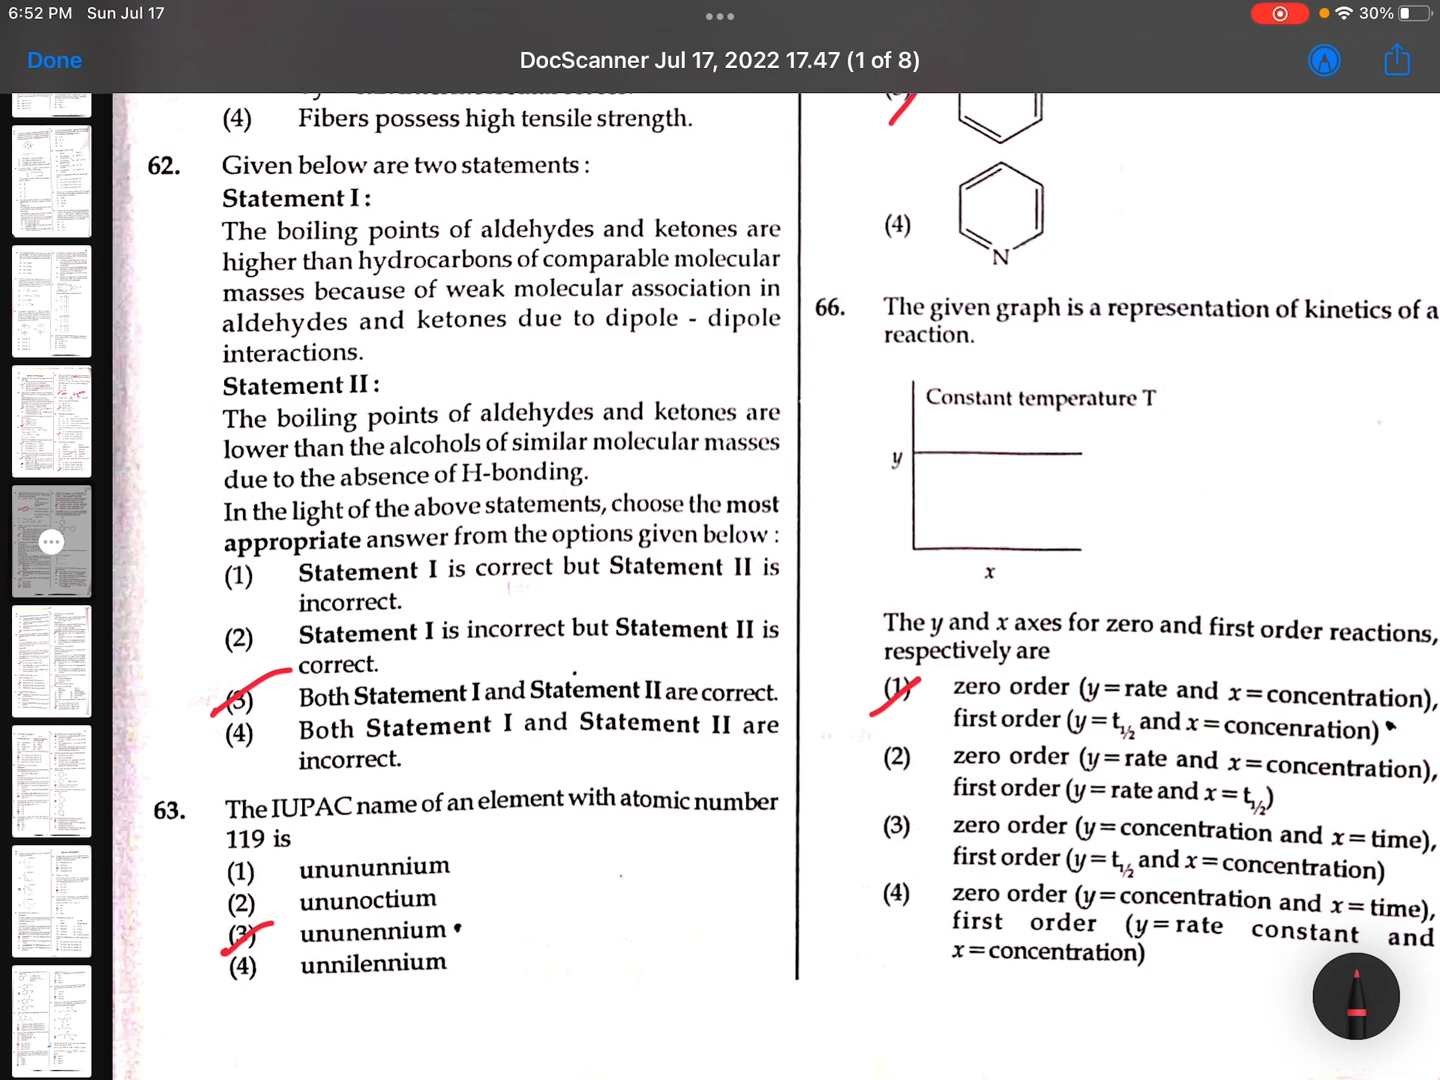 6:52 PM Sun Jul 17
30%
Done
DocScanner Jul 17, 2022 17.47 (1 of 8)
(4) Fibers possess high tensile strength.
62. Given below are two statements :
Statement I :
The boiling points of aldehydes and ketones are
higher than hydrocarbons of comparable molecular
masses because of weak molecular association in
aldehydes and ketones due to dipole - dipole
interactions.
Statement II :
The boiling points of aldehydes and ketones are
lower than the alcohols of similar molecular masses
due to the absence of H-bonding.
In the light of the above statements, choose the most
appropriate answer from the options given below :
(1) Statement I is correct but Statement II is
incorrect.
(2) Statement I is incorrect but Statement II is
correct.
(3) Both Statement I and Statement II are correct.
(4) Both Statement I and Statement II are
incorrect.
63. The IUPAC name of an element with atomic number
119 is
(1) unununnium
(2) ununoctium
(3) ununennium
(4) unnilennium
(4)
N
66. The given graph is a representation of kinetics of a
reaction.
Constant temperature T
y
x
The y and x axes for zero and first order reactions,
respectively are
(1) zero order (y = rate and x = concentration),
first order (y = t½ and x = concenration)
(2) zero order (y = rate and x = concentration),
first order (y = rate and x = t½)
(3) zero order (y = concentration and x = time),
first order (y = t½ and x = concentration)
(4) zero order (y = concentration and x = time),
first order (y = rate constant and
x = concentration)